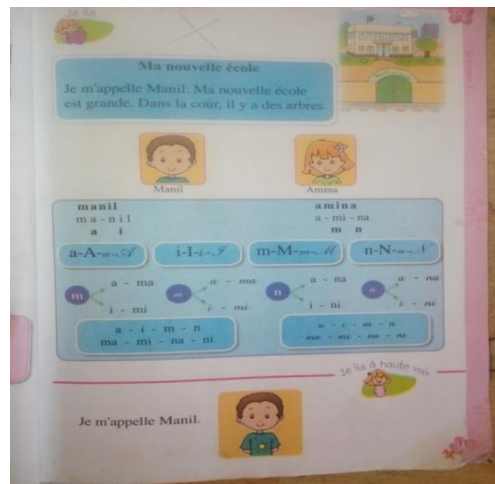 Je lis
Ma nouvelle école
Je m'appelle Manil. Ma nouvelle école
est grande. Dans la cour, il y a des arbres.
Manil
Amina
manil
ma-nil
a i
amina
a-mi-na
m n
a-A-a-A
i-I-i-I
m-M-m-M
n-N-n-N
m
a - ma
i - mi
m
a - ma
i - mi
n
a - na
i - ni
n
a - na
i - ni
a - i - m - n
ma - mi - na - ni
a - i - m - n
ma - mi - na - ni
Je lis à haute voix
Je m'appelle Manil.